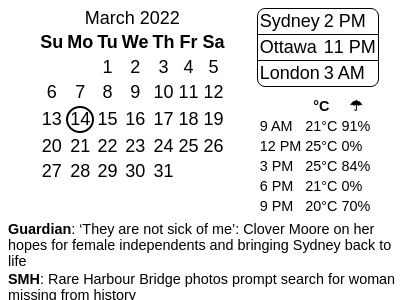 March 2022
Su Mo Tu We Th Fr Sa
1 2 3 4 5
6 7 8 9 10 11 12
13 14 15 16 17 18 19
20 21 22 23 24 25 26
27 28 29 30 31
Sydney 2 PM
Ottawa 11 PM
London 3 AM
°C ☂
9 AM 21°C 91%
12 PM 25°C 0%
3 PM 25°C 84%
6 PM 21°C 0%
9 PM 20°C 70%
Guardian: ‘They are not sick of me’: Clover Moore on her
hopes for female independents and bringing Sydney back to
life
SMH: Rare Harbour Bridge photos prompt search for woman
missing from history